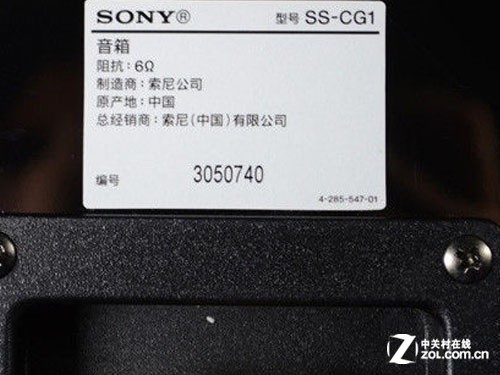 SONY® 型号 SS-CG1
音箱
阻抗:6Ω
制造商:索尼公司
原产地:中国
总经销商:索尼(中国)有限公司
编号 3050740
4-285-547-01
Z 中关村在线
ZOL.COM.CN